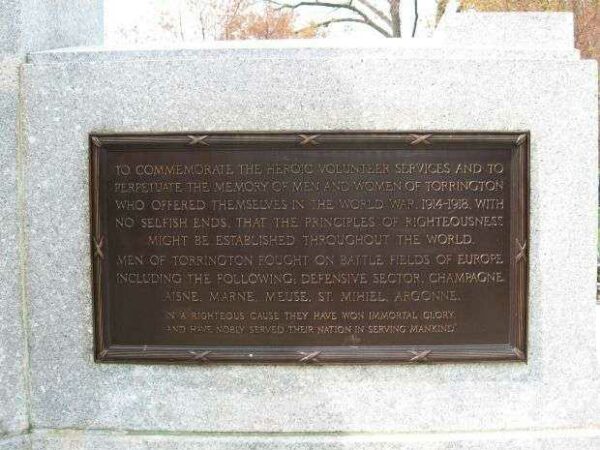 TO COMMEMORATE THE HEROIC VOLUNTEER SERVICES AND TO
PERPETUATE THE MEMORY OF MEN AND WOMEN OF TORRINGTON
WHO OFFERED THEMSELVES IN THE WORLD WAR, 1914-1918, WITH
NO SELFISH ENDS, THAT THE PRINCIPLES OF RIGHTEOUSNESS
MIGHT BE ESTABLISHED THROUGHOUT THE WORLD.
MEN OF TORRINGTON FOUGHT ON BATTLE FIELDS OF EUROPE
INCLUDING THE FOLLOWING; DEFENSIVE SECTOR, CHAMPAGNE,
AISNE, MARNE, MEUSE, ST. MIHIEL, ARGONNE.
"IN A RIGHTEOUS CAUSE THEY HAVE WON IMMORTAL GLORY
AND HAVE NOBLY SERVED THEIR NATION IN SERVING MANKIND"